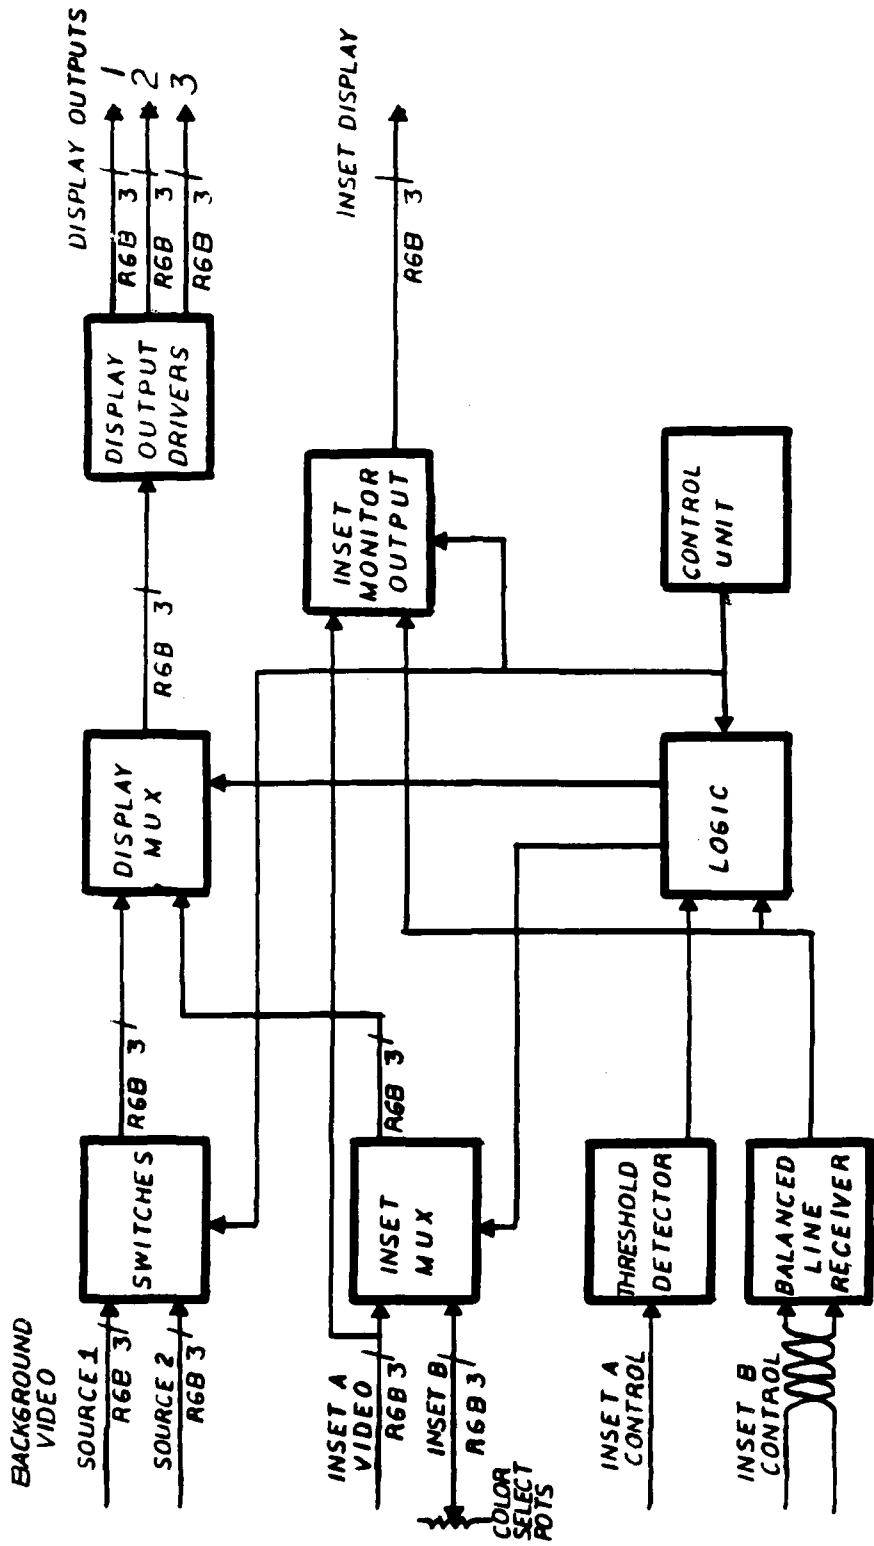 BACKGROUND
VIDEO
SOURCE 1
RGB 3
SOURCE 2
RGB 3
SWITCHES
RGB 3
DISPLAY
MUX
RGB 3
DISPLAY
OUTPUT
DRIVERS
DISPLAY OUTPUTS
RGB 3
1
RGB 3
2
RGB 3
3
INSET A
VIDEO
RGB 3
INSET B
RGB 3
COLOR
SELECT
POTS
INSET
MUX
RGB 3
INSET
MONITOR
OUTPUT
INSET DISPLAY
RGB 3
INSET A
CONTROL
THRESHOLD
DETECTOR
INSET B
CONTROL
BALANCED
LINE
RECEIVER
LOGIC
CONTROL
UNIT